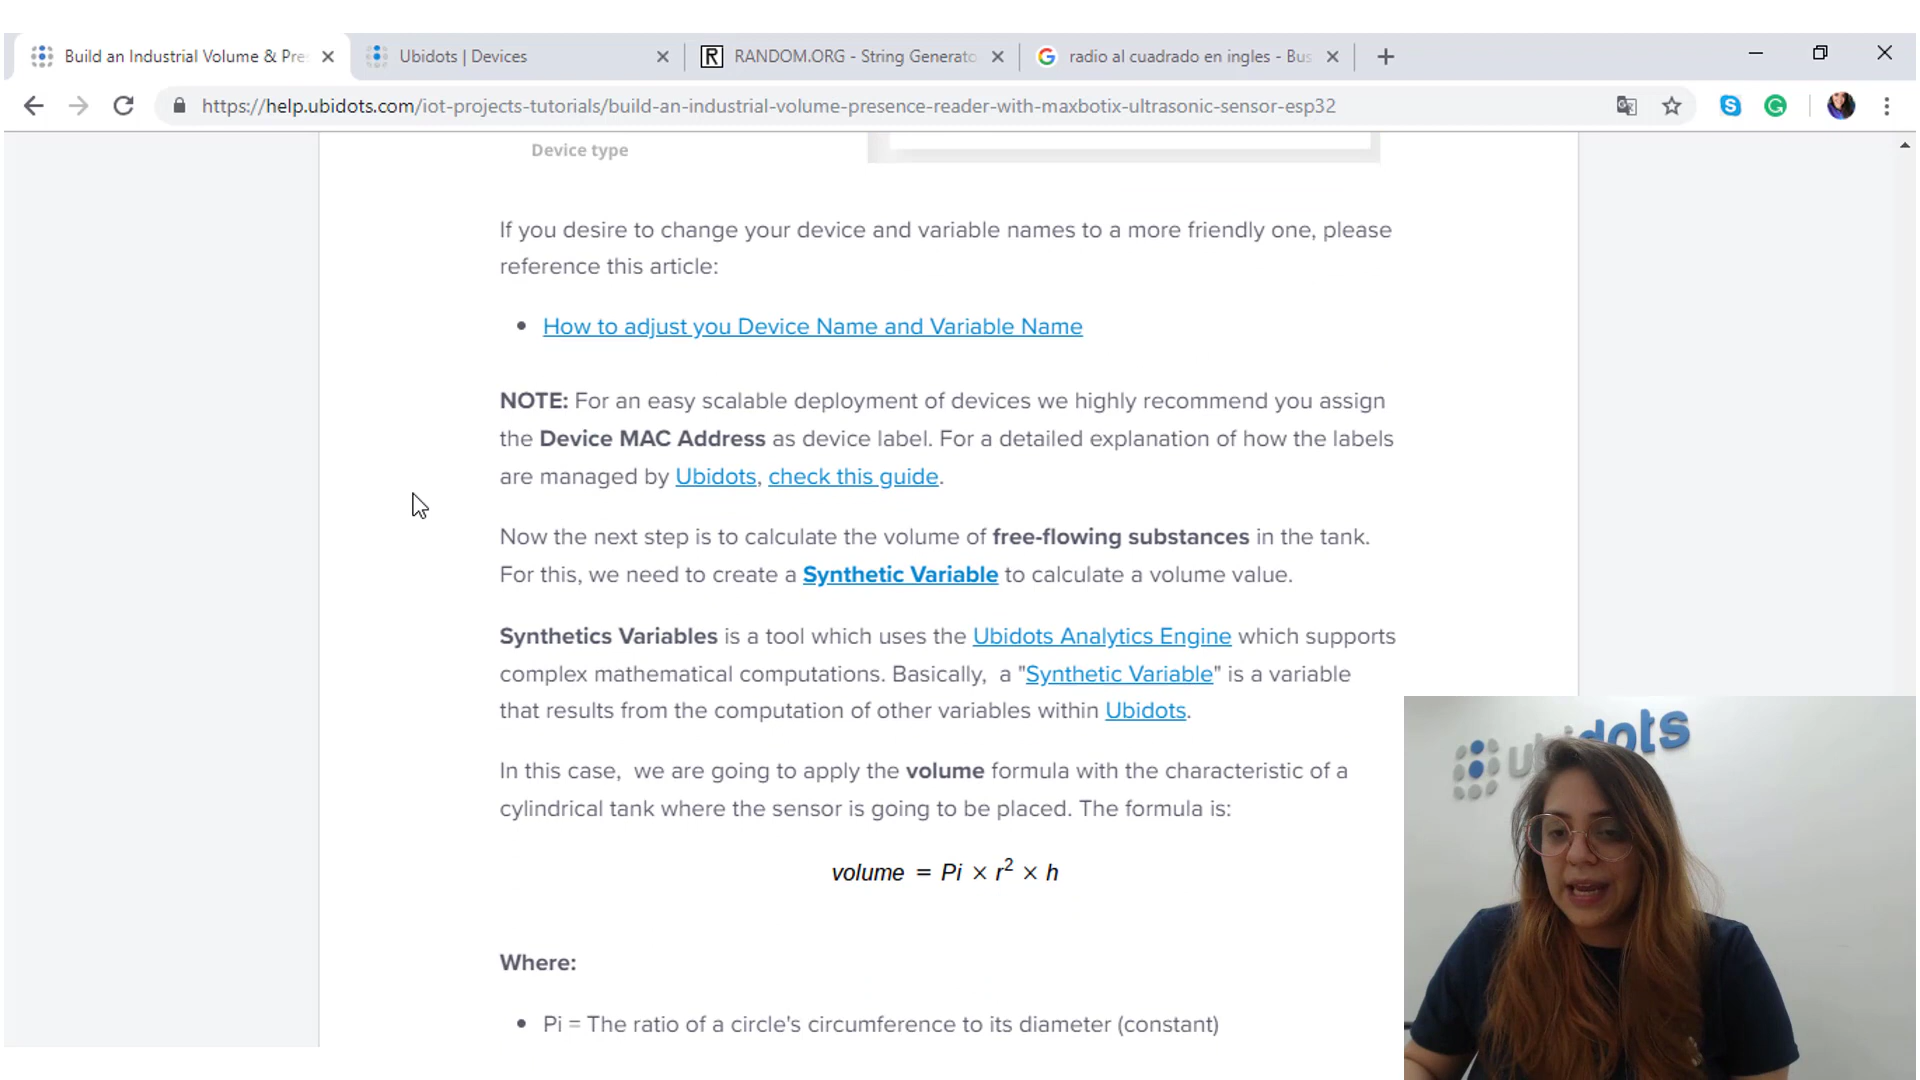 Build an Industrial Volume & Pres
Ubidots | Devices
RANDOM.ORG - String Generato
radio al cuadrado en ingles - Bus
https://help.ubidots.com/iot-projects-tutorials/build-an-industrial-volume-presence-reader-with-maxbotix-ultrasonic-sensor-esp32
Device type
If you desire to change your device and variable names to a more friendly one, please
reference this article:
• How to adjust you Device Name and Variable Name
NOTE: For an easy scalable deployment of devices we highly recommend you assign
the Device MAC Address as device label. For a detailed explanation of how the labels
are managed by Ubidots, check this guide.
Now the next step is to calculate the volume of free-flowing substances in the tank.
For this, we need to create a Synthetic Variable to calculate a volume value.
Synthetics Variables is a tool which uses the Ubidots Analytics Engine which supports
complex mathematical computations. Basically, a "Synthetic Variable" is a variable
that results from the computation of other variables within Ubidots.
In this case, we are going to apply the volume formula with the characteristic of a
cylindrical tank where the sensor is going to be placed. The formula is:
volume = Pi × r² × h
Where:
• Pi = The ratio of a circle's circumference to its diameter (constant)
ubidots